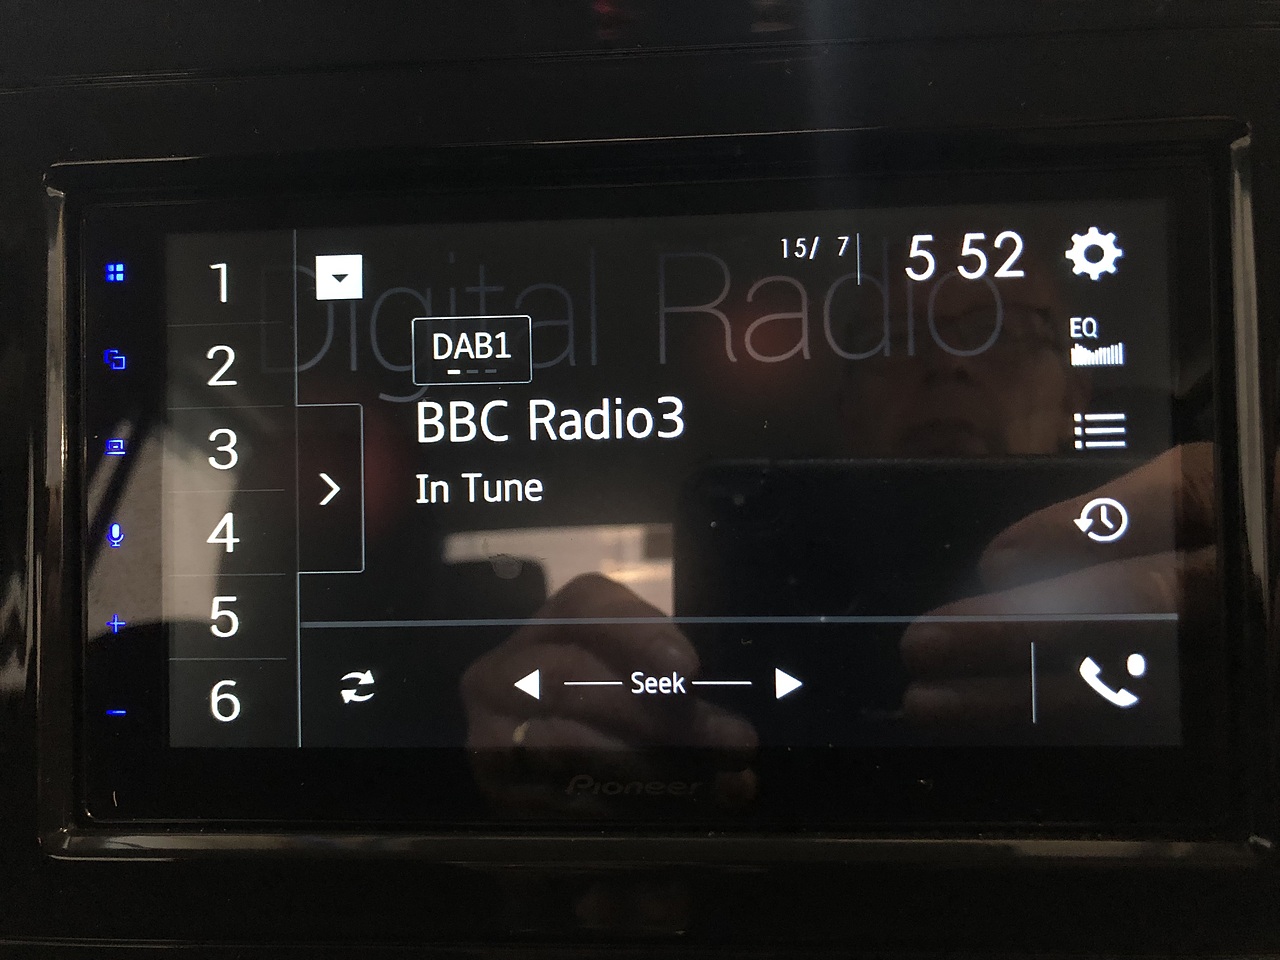 Digital Radio
15/ 7
5 52
EQ
DAB1
BBC Radio3
In Tune
1
2
3
4
5
6
Seek
Pioneer